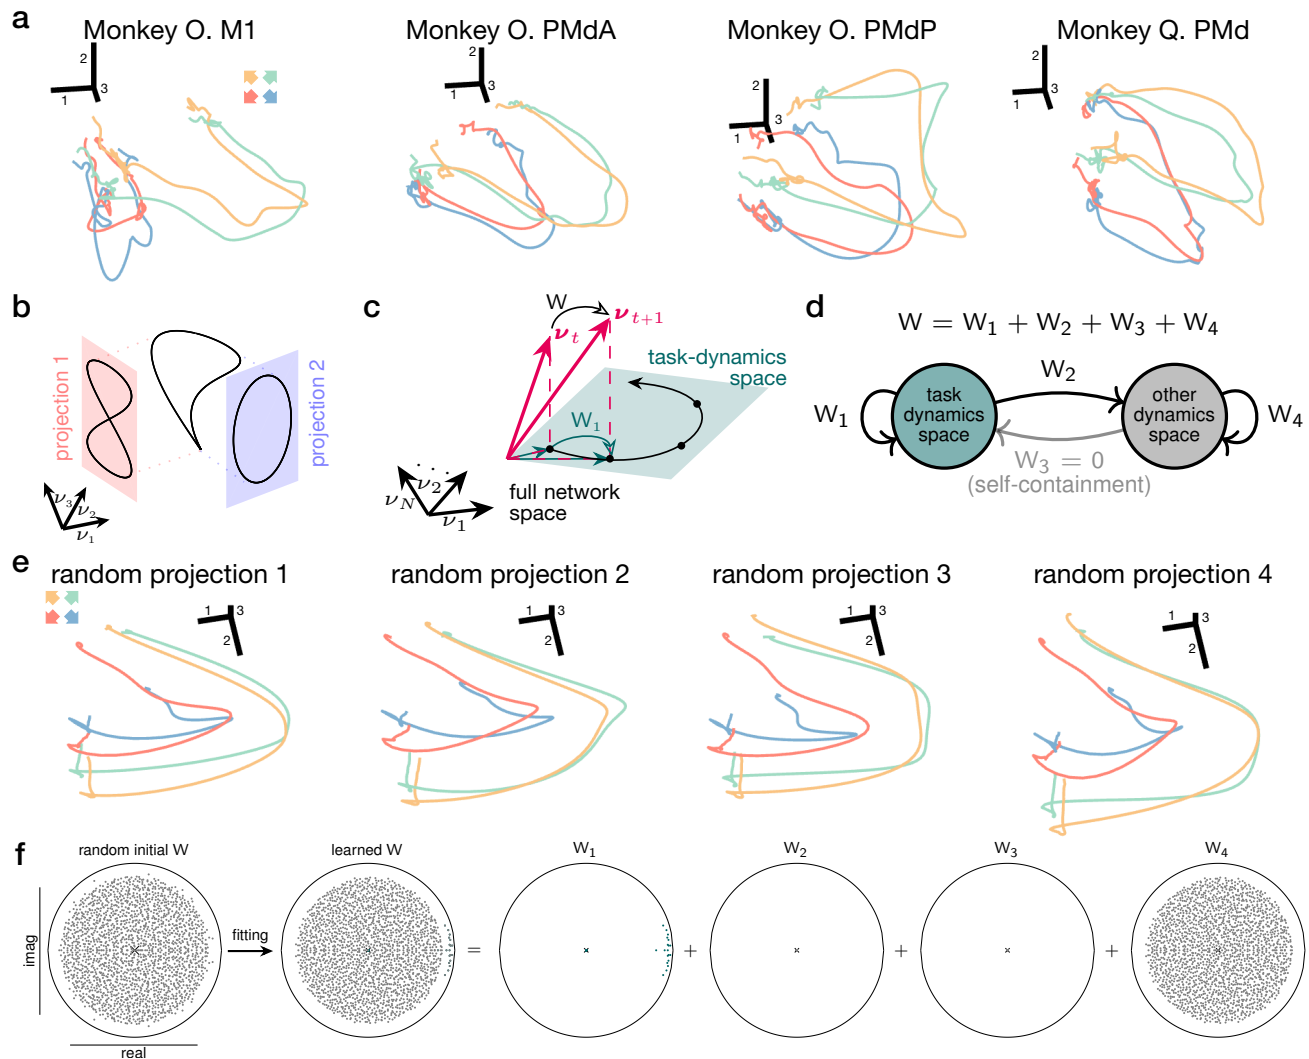 a
Monkey O. M1
Monkey O. PMdA
Monkey O. PMdP
Monkey Q. PMd
2
1
3
2
1
3
2
1
3
2
1
3
b
projection 1
projection 2
ν₃
ν₂
ν₁
c
W
ν t
ν t+1
task-dynamics
space
W₁
. . .
ν₂
ν N
ν₁
full network
space
d
W = W₁ + W₂ + W₃ + W₄
W₁
task
dynamics
space
W₂
other
dynamics
space
W₄
W₃ = 0
(self-containment)
e
random projection 1
random projection 2
random projection 3
random projection 4
1
3
2
1
3
2
1
3
2
1
3
2
f
random initial W
learned W
W₁
W₂
W₃
W₄
imag
fitting
=
+
+
+
real